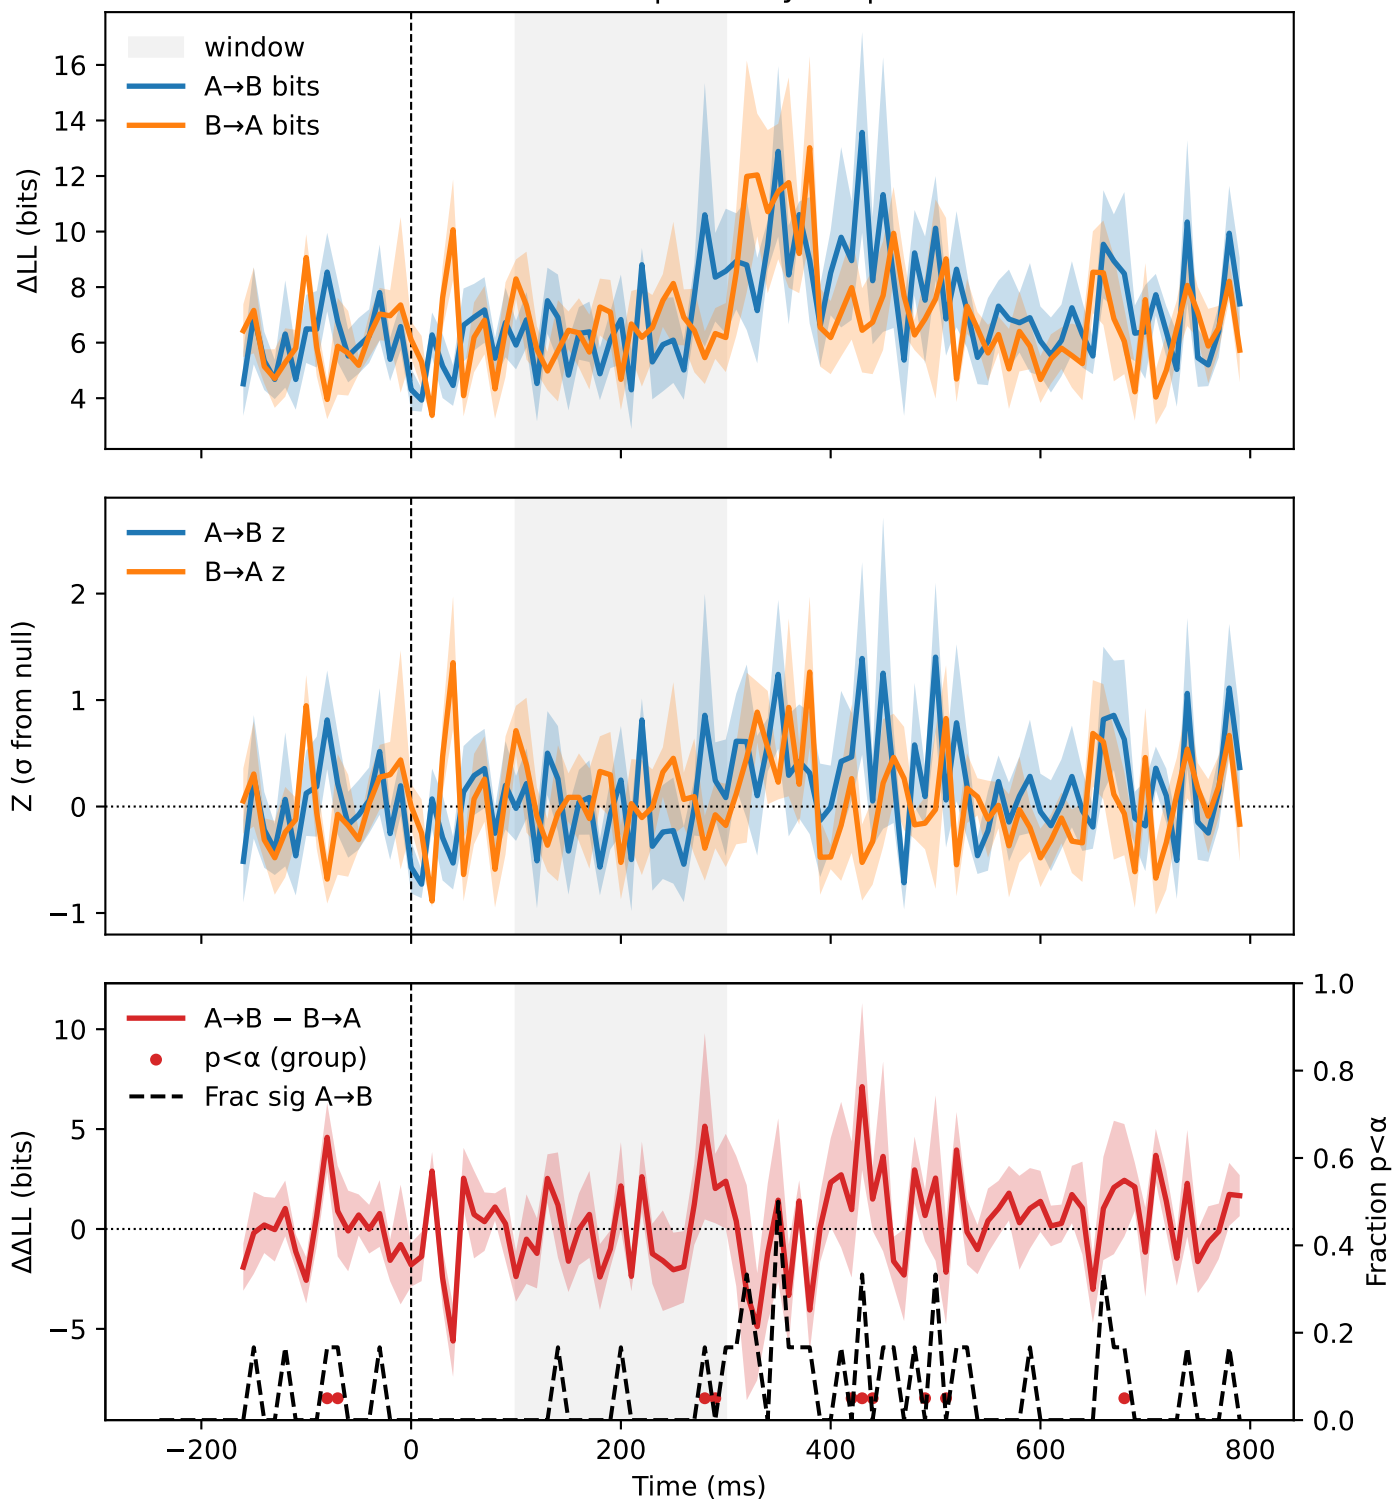 window
A→B bits
B→A bits
16
14
12
10
8
6
4
ΔLL (bits)
A→B z
B→A z
2
1
0
−1
Z (σ from null)
A→B − B→A
p<α (group)
Frac sig A→B
10
5
0
−5
ΔΔLL (bits)
1.0
0.8
0.6
0.4
0.2
0.0
Fraction p<α
−200 0 200 400 600 800
Time (ms)